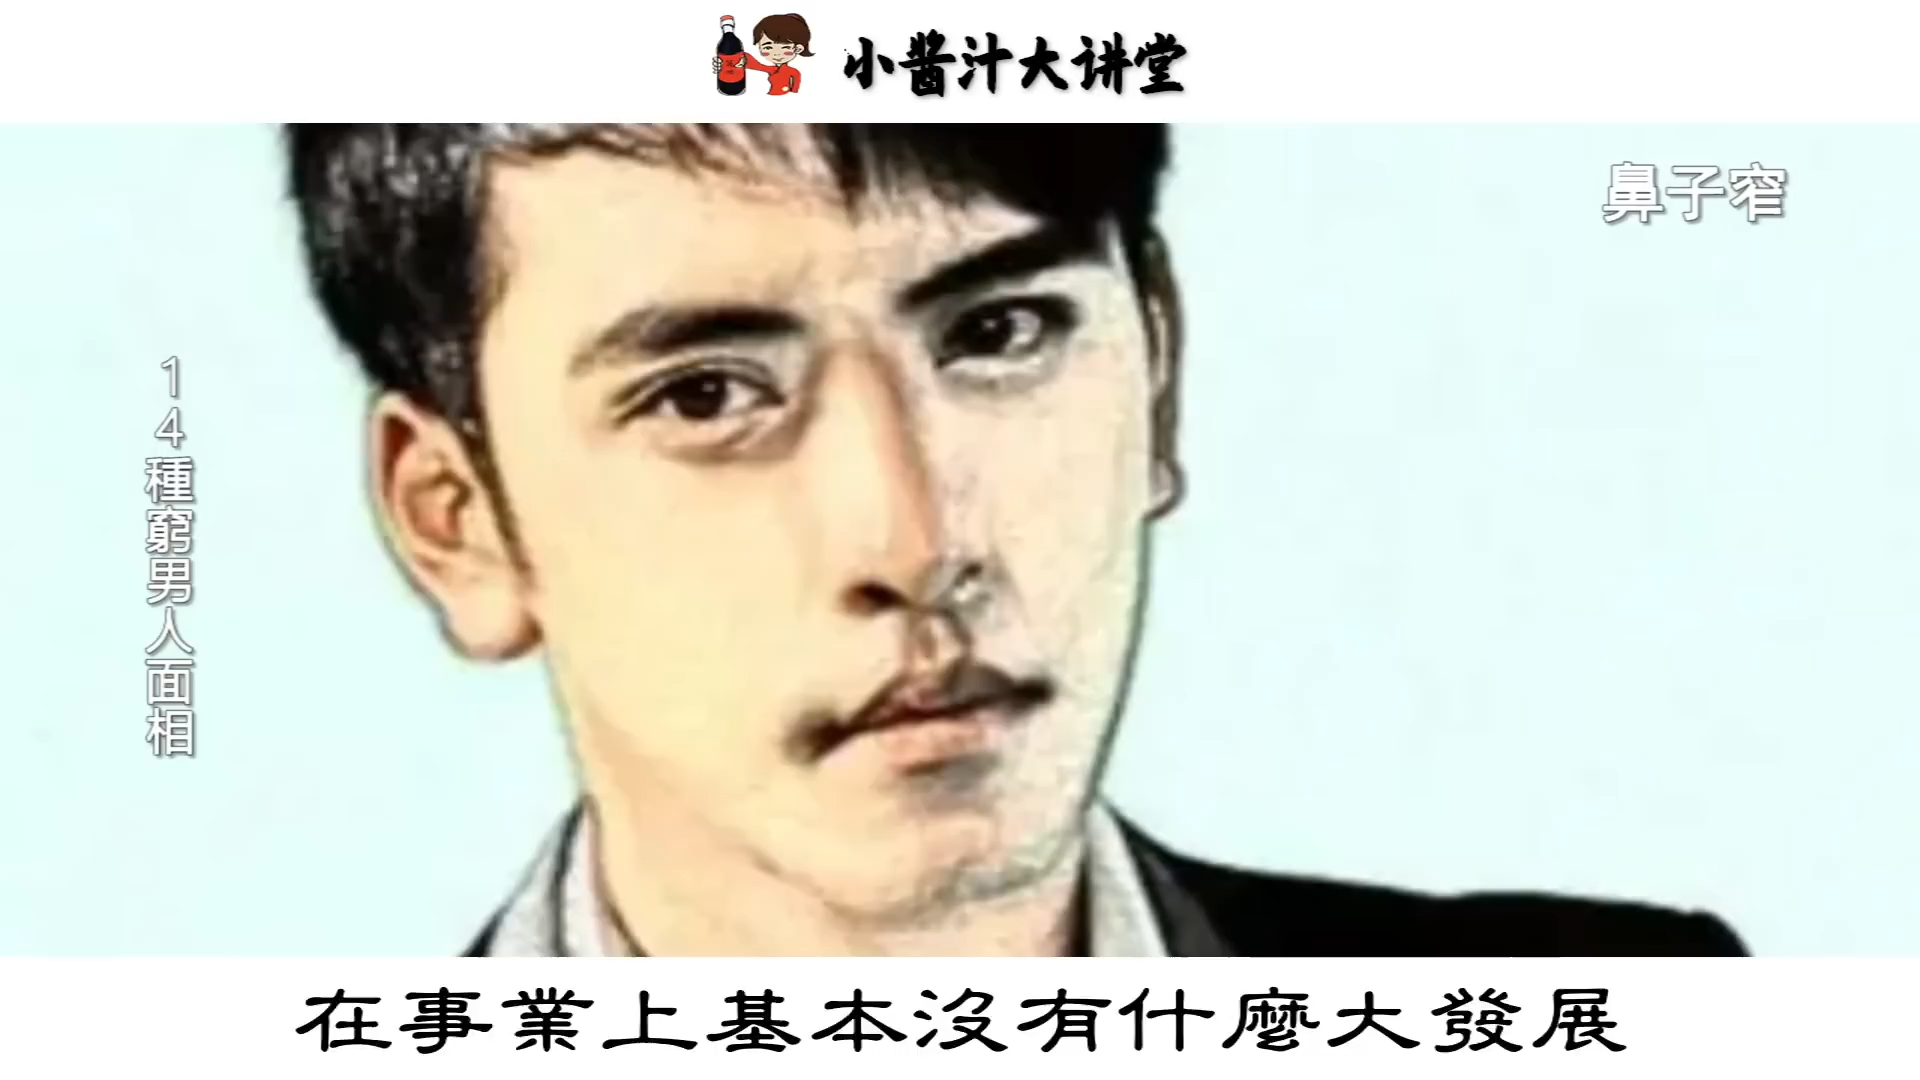 小酱汁大讲堂
鼻子窄
14種窮男人面相
在事業上基本沒有什麼大發展